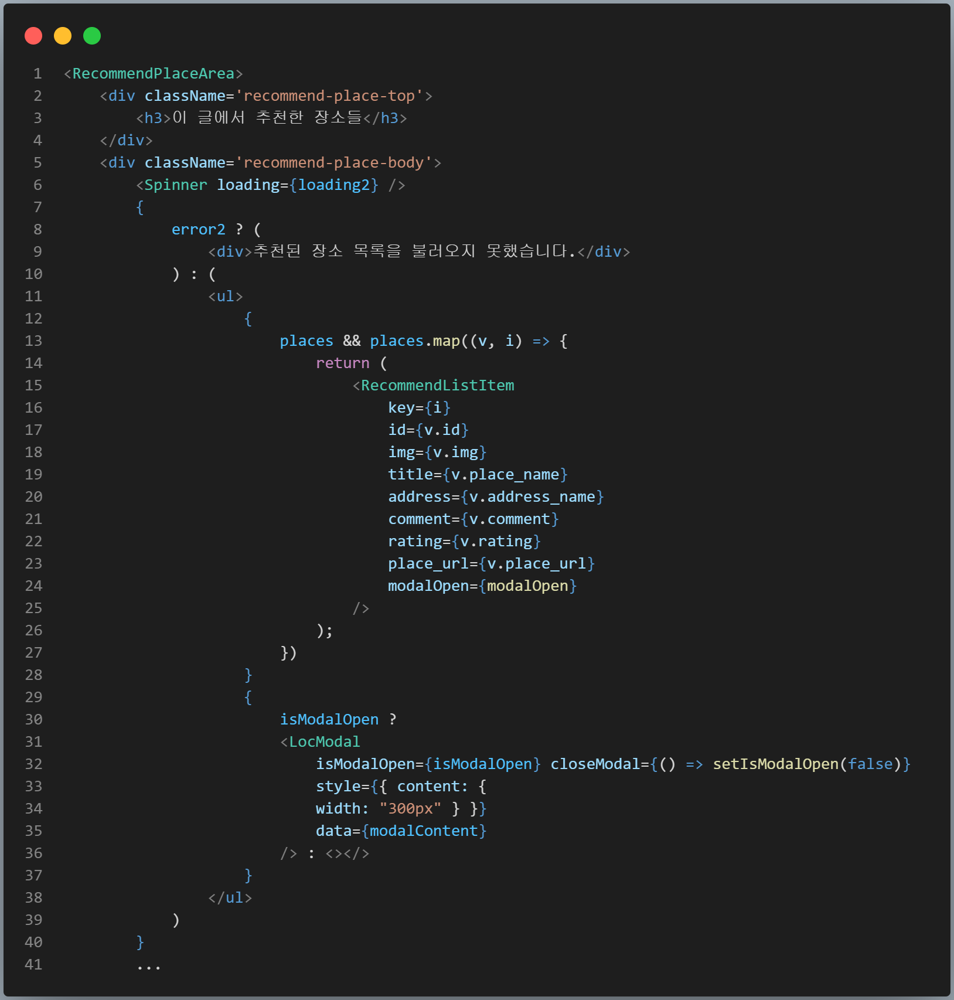 1 <RecommendPlaceArea>
2     <div className='recommend-place-top'>
3         <h3>이 글에서 추천한 장소들</h3>
4     </div>
5     <div className='recommend-place-body'>
6         <Spinner loading={loading2} />
7         {
8             error2 ? (
9                 <div>추천된 장소 목록을 불러오지 못했습니다.</div>
10             ) : (
11                 <ul>
12                     {
13                         places && places.map((v, i) => {
14                             return (
15                                 <RecommendListItem
16                                     key={i}
17                                     id={v.id}
18                                     img={v.img}
19                                     title={v.place_name}
20                                     address={v.address_name}
21                                     comment={v.comment}
22                                     rating={v.rating}
23                                     place_url={v.place_url}
24                                     modalOpen={modalOpen}
25                                 />
26                             );
27                         })
28                     }
29                     {
30                         isModalOpen ?
31                         <LocModal
32                             isModalOpen={isModalOpen} closeModal={() => setIsModalOpen(false)}
33                             style={{ content: {
34                             width: "300px" } }}
35                             data={modalContent}
36                         /> : <></>
37                     }
38                 </ul>
39             )
40         }
41         ...